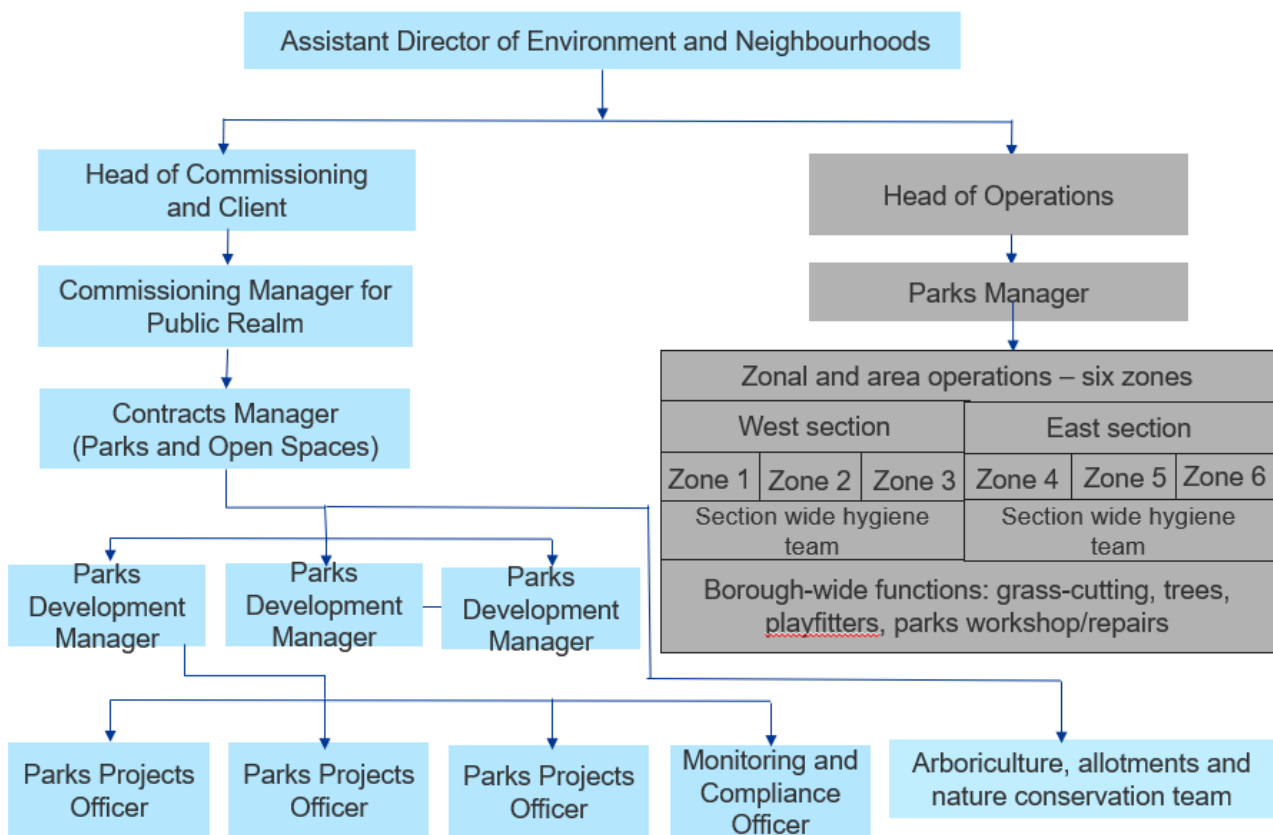 Assistant Director of Environment and Neighbourhoods
Head of Commissioning
and Client
Head of Operations
Commissioning Manager for
Public Realm
Parks Manager
Contracts Manager
(Parks and Open Spaces)
Zonal and area operations – six zones
West section
East section
Zone 1
Zone 2
Zone 3
Zone 4
Zone 5
Zone 6
Section wide hygiene
team
Section wide hygiene
team
Borough-wide functions: grass-cutting, trees,
playfitters, parks workshop/repairs
Parks
Development
Manager
Parks
Development
Manager
Parks
Development
Manager
Parks Projects
Officer
Parks Projects
Officer
Parks Projects
Officer
Monitoring and
Compliance
Officer
Arboriculture, allotments and
nature conservation team